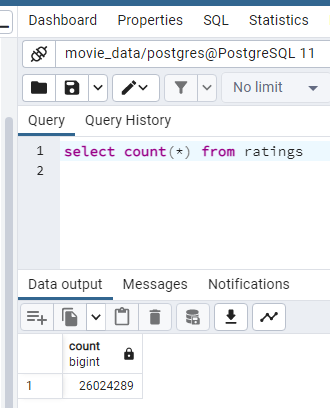 Dashboard Properties SQL Statistics
movie_data/postgres@PostgreSQL 11
No limit
Query Query History
1 select count(*) from ratings
2
Data output Messages Notifications
count
bigint
1 26024289